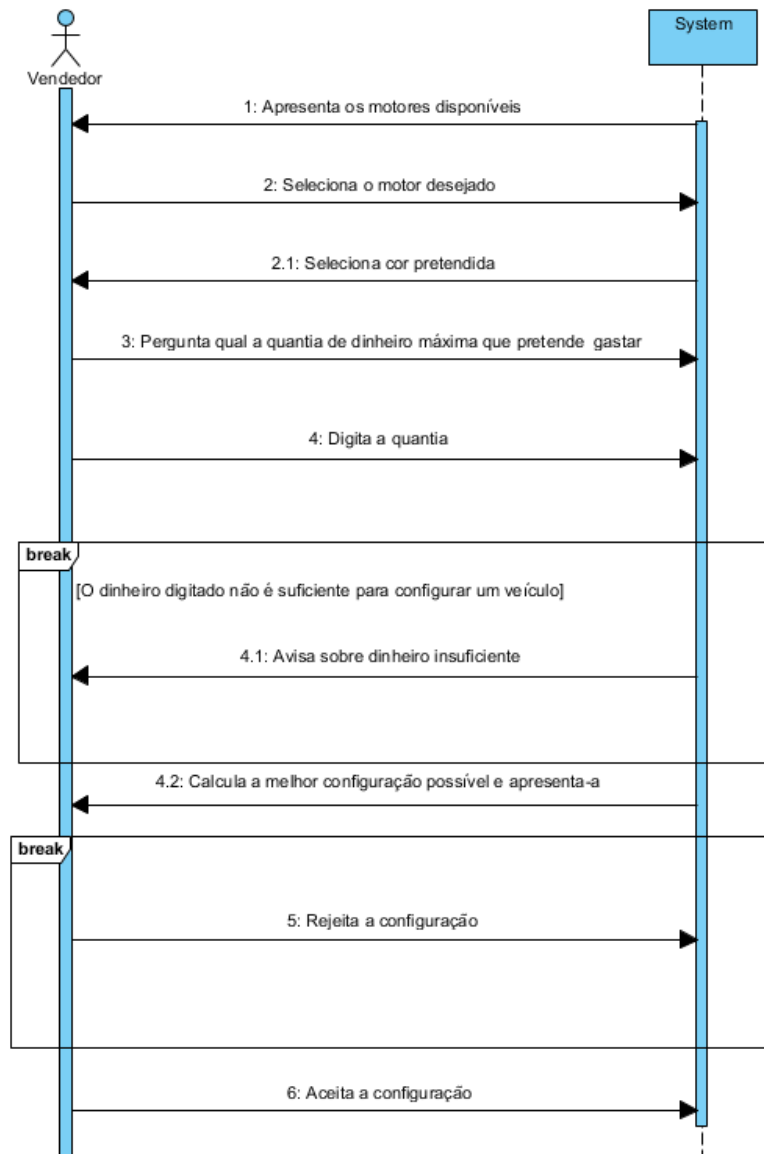 Vendedor
System
1: Apresenta os motores disponíveis
2: Seleciona o motor desejado
2.1: Seleciona cor pretendida
3: Pergunta qual a quantia de dinheiro máxima que pretende gastar
4: Digita a quantia
break
[O dinheiro digitado não é suficiente para configurar um veículo]
4.1: Avisa sobre dinheiro insuficiente
4.2: Calcula a melhor configuração possível e apresenta-a
break
5: Rejeita a configuração
6: Aceita a configuração